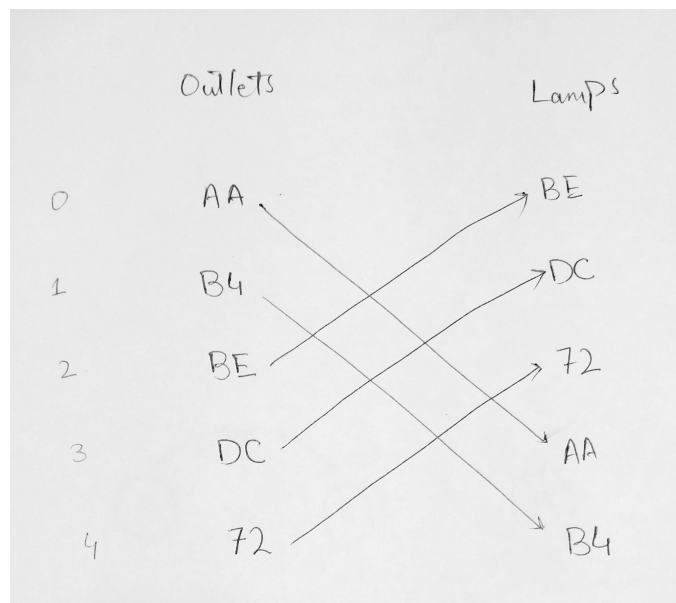 Outlets Lamps
0 AA BE
1 B4 DC
2 BE 72
3 DC AA
4 72 B4